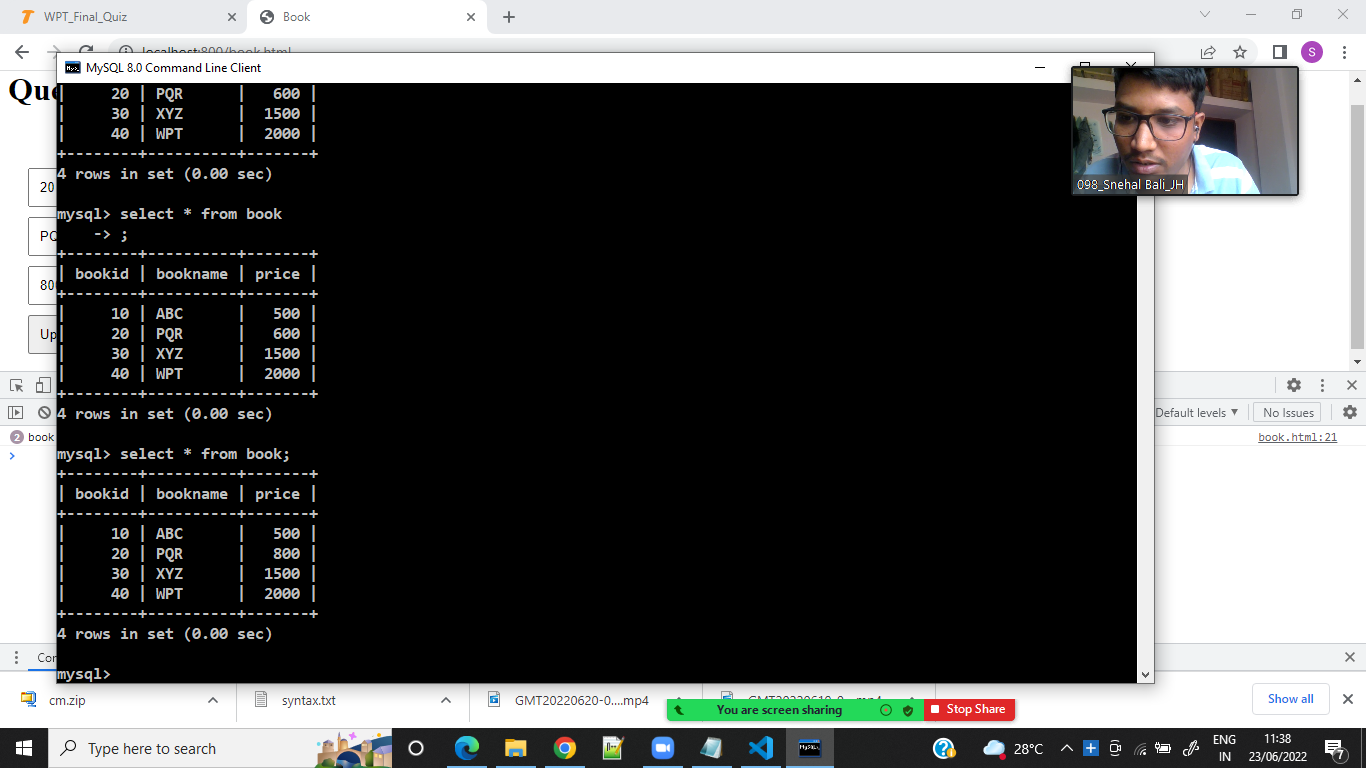 WPT_Final_Quiz
Book
localhost:800/book.html
S
MySQL 8.0 Command Line Client
| 20 | PQR | 600 |
| 30 | XYZ | 1500 |
| 40 | WPT | 2000 |
+--------+----------+-------+
4 rows in set (0.00 sec)
mysql> select * from book
-> ;
+--------+----------+-------+
| bookid | bookname | price |
+--------+----------+-------+
| 10 | ABC | 500 |
| 20 | PQR | 600 |
| 30 | XYZ | 1500 |
| 40 | WPT | 2000 |
+--------+----------+-------+
4 rows in set (0.00 sec)
mysql> select * from book;
+--------+----------+-------+
| bookid | bookname | price |
+--------+----------+-------+
| 10 | ABC | 500 |
| 20 | PQR | 800 |
| 30 | XYZ | 1500 |
| 40 | WPT | 2000 |
+--------+----------+-------+
4 rows in set (0.00 sec)
mysql>
098_Snehal Bali_JH
20
Up
Default levels
No Issues
2 book
book.html:21
>
cm.zip
syntax.txt
GMT20220620-0....mp4
Show all
You are screen sharing
Stop Share
Type here to search
28°C
ENG
IN
11:38
23/06/2022
7